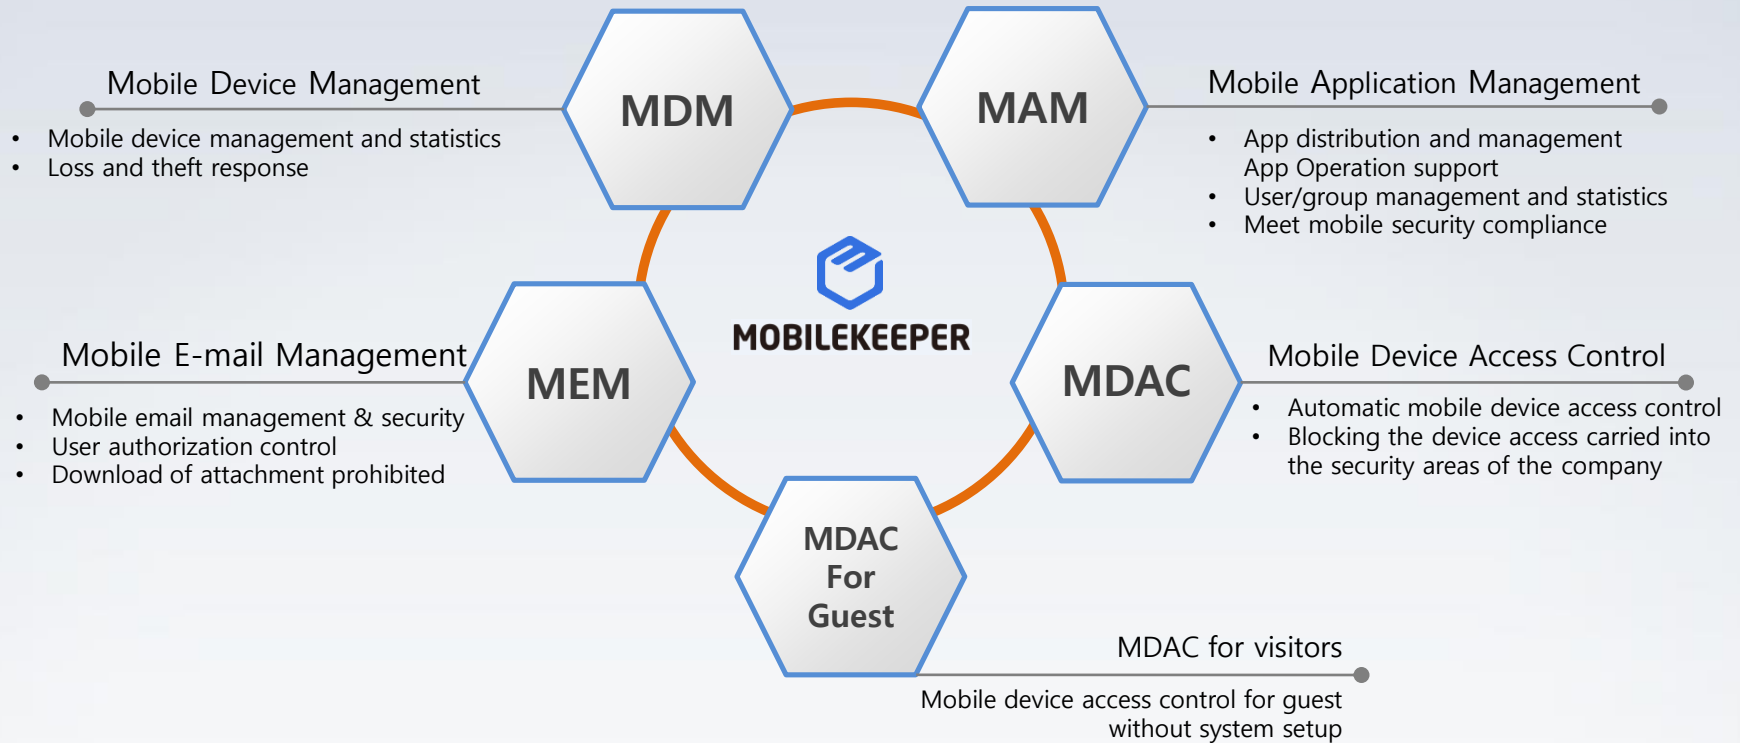 MDM
Mobile Device Management
• Mobile device management and statistics
• Loss and theft response
MAM
Mobile Application Management
• App distribution and management
App Operation support
• User/group management and statistics
• Meet mobile security compliance
MOBILEKEEPER
MEM
Mobile E-mail Management
• Mobile email management & security
• User authorization control
• Download of attachment prohibited
MDAC
Mobile Device Access Control
• Automatic mobile device access control
• Blocking the device access carried into
the security areas of the company
MDAC
For
Guest
MDAC for visitors
Mobile device access control for guest
without system setup